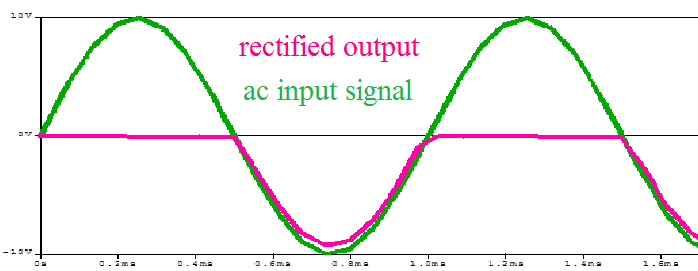 10V
rectified output
ac input signal
0V
-10V
0s 0.2ms 0.4ms 0.6ms 0.8ms 1.0ms 1.2ms 1.4ms 1.6ms